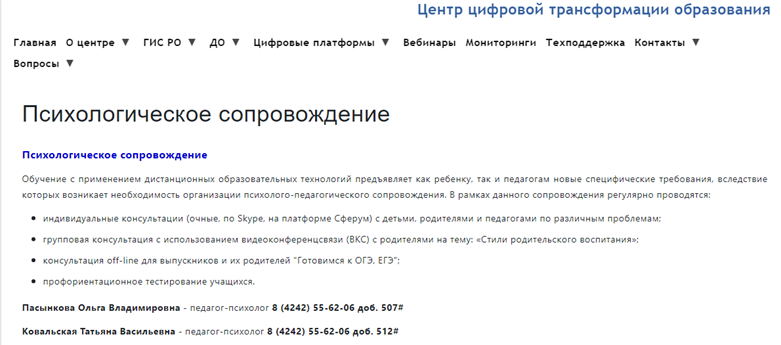 Центр цифровой трансформации образования
Главная О центре ▼ ГИС РО ▼ ДО ▼ Цифровые платформы ▼ Вебинары Мониторинги Техподдержка Контакты ▼
Вопросы ▼
Психологическое сопровождение
Психологическое сопровождение
Обучение с применением дистанционных образовательных технологий предъявляет как ребенку, так и педагогам новые специфические требования, вследствие
которых возникает необходимость организации психолого-педагогического сопровождения. В рамках данного сопровождения регулярно проводятся:
• индивидуальные консультации (очные, по Skype, на платформе Сферум) с детьми, родителями и педагогами по различным проблемам;
• групповая консультация с использованием видеоконференцсвязи (ВКС) с родителями на тему: «Стили родительского воспитания»;
• консультация off-line для выпускников и их родителей "Готовимся к ОГЭ, ЕГЭ";
• профориентационное тестирование учащихся.
Пасынкова Ольга Владимировна - педагог-психолог 8 (4242) 55-62-06 доб. 507#
Ковальская Татьяна Васильевна - педагог-психолог 8 (4242) 55-62-06 доб. 512#